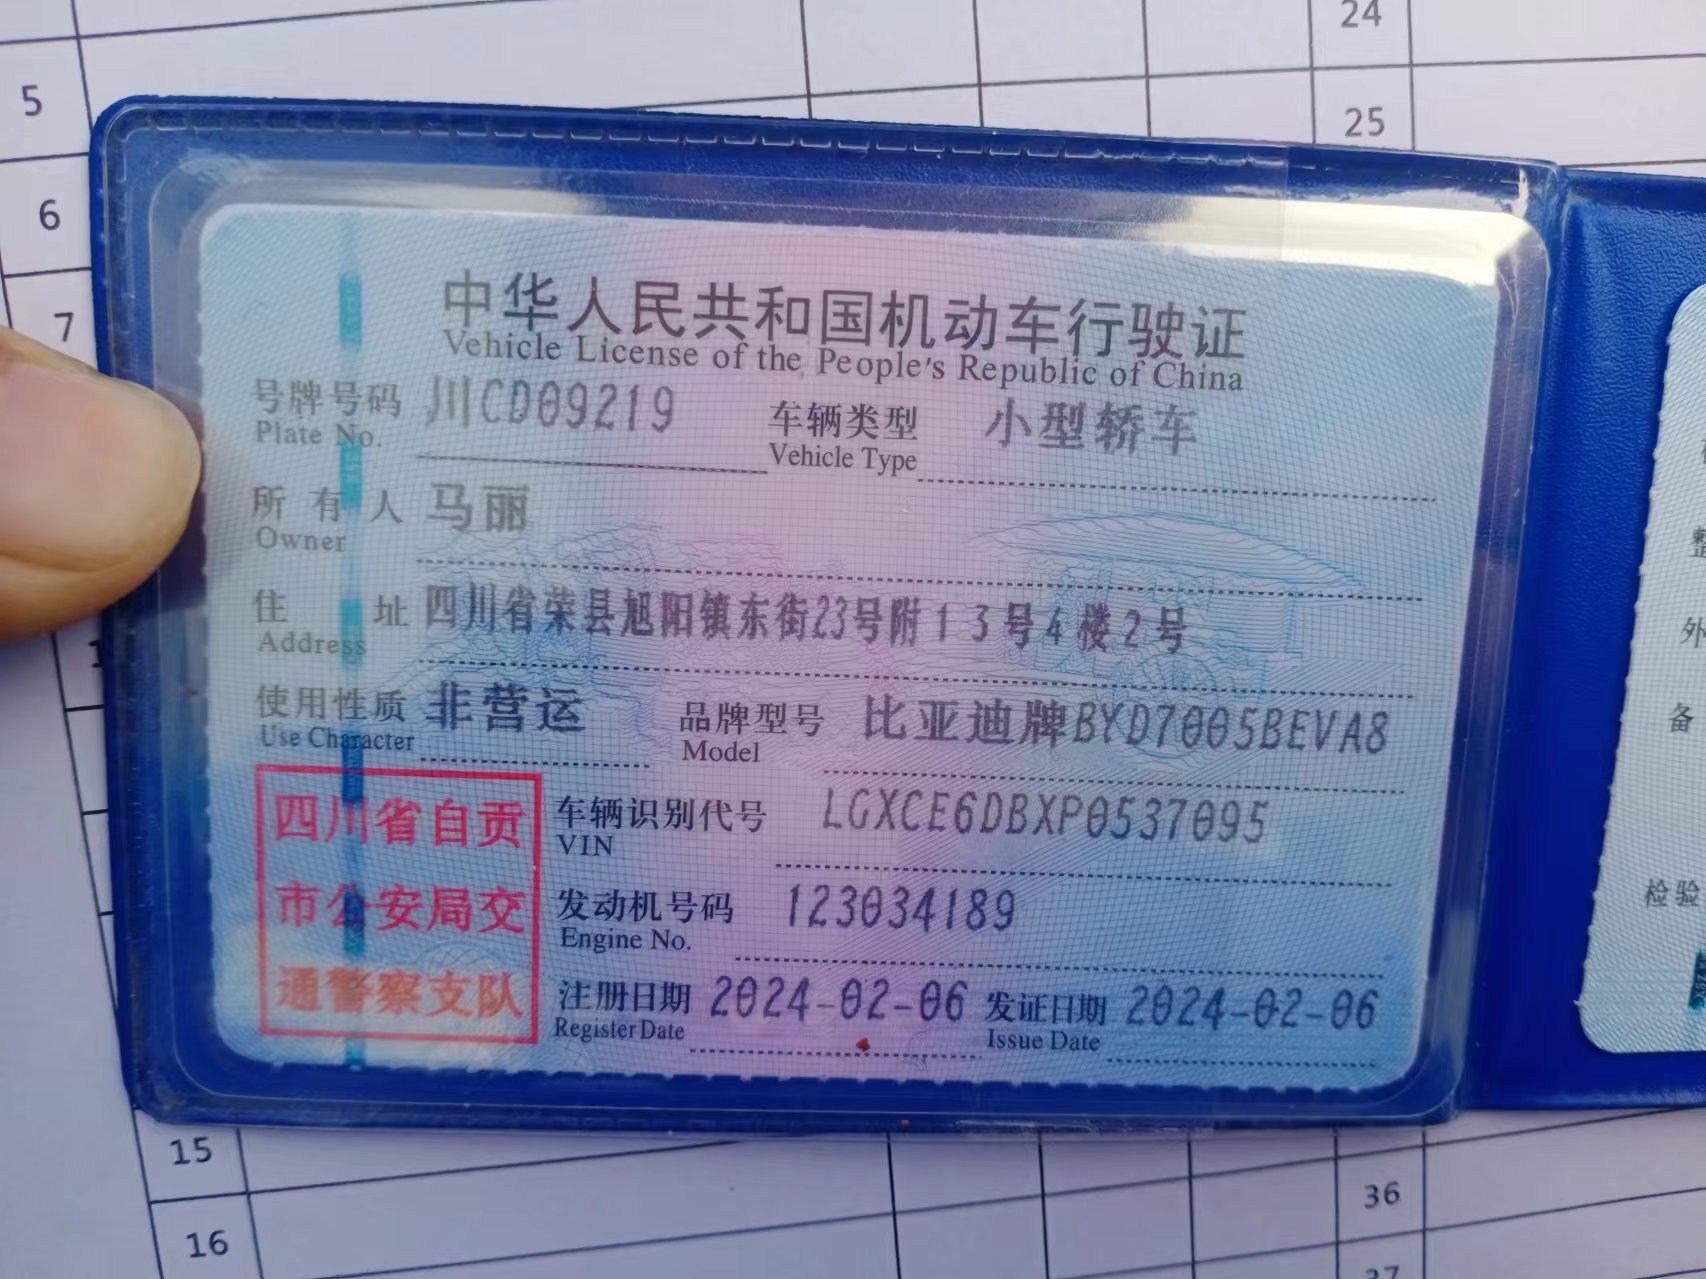 24
5
25
6
7
中华人民共和国机动车行驶证
Vehicle License of the People's Republic of China
号牌号码 川CD09219 车辆类型 小型轿车
Plate No. Vehicle Type
所有人 马丽
Owner
住址 四川省荣县旭阳镇东街23号附13号4楼2号
Address
使用性质 非营运 品牌型号 比亚迪牌BYD7005BEVA8
Use Character Model
四川省自贡
市公安局交
通警察支队
车辆识别代号 LGXCE6DBXP0537095
VIN
发动机号码 123034189
Engine No.
注册日期 2024-02-06 发证日期 2024-02-06
Register Date Issue Date
外
备
检验
15
16
36
37